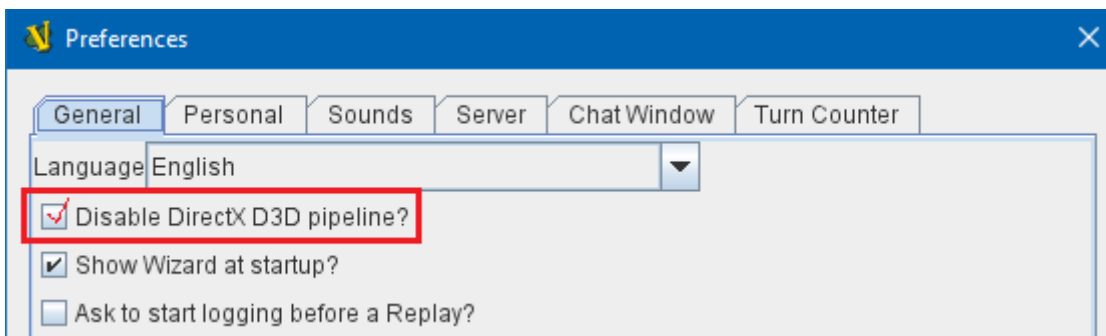 Preferences
General Personal Sounds Server Chat Window Turn Counter
Language English
Disable DirectX D3D pipeline?
Show Wizard at startup?
Ask to start logging before a Replay?